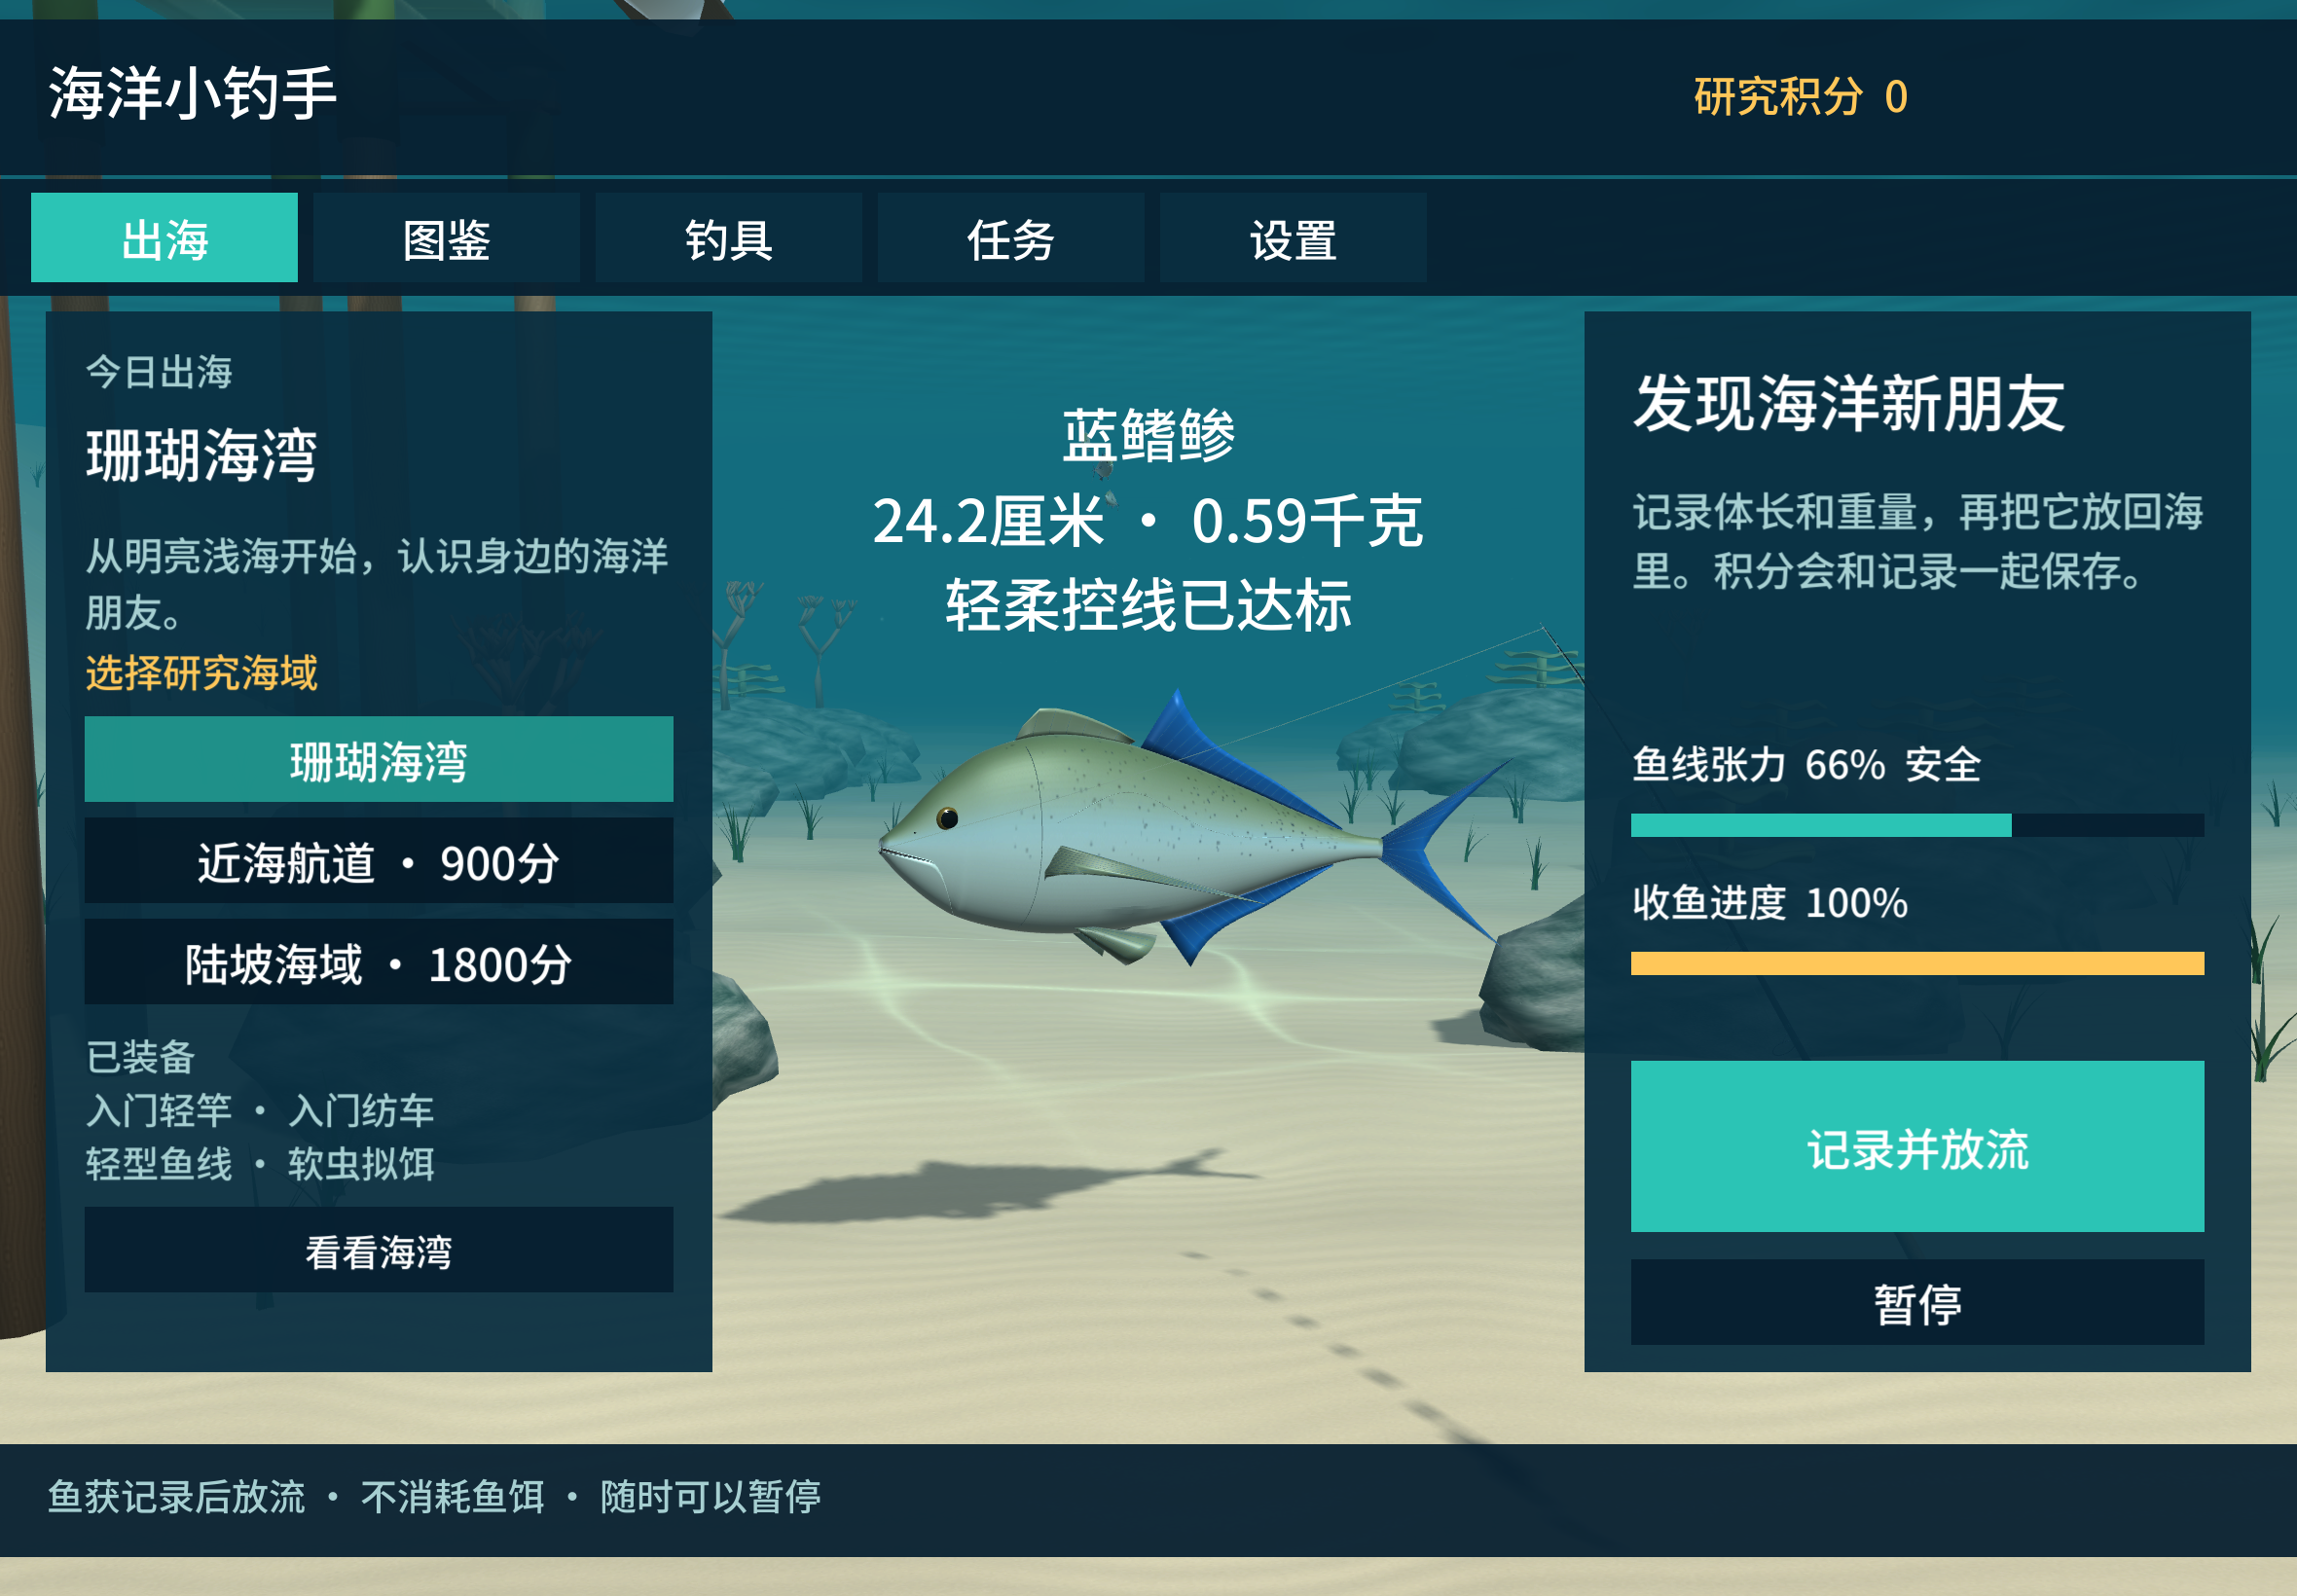 海洋小钓手
研究积分 0
出海
图鉴
钓具
任务
设置
今日出海
珊瑚海湾
从明亮浅海开始，认识身边的海洋
朋友。
选择研究海域
珊瑚海湾
近海航道 · 900分
陆坡海域 · 1800分
已装备
入门轻竿 · 入门纺车
轻型鱼线 · 软虫拟饵
看看海湾
蓝鳍鲹
24.2厘米 · 0.59千克
轻柔控线已达标
发现海洋新朋友
记录体长和重量，再把它放回海
里。积分会和记录一起保存。
鱼线张力 66% 安全
收鱼进度 100%
记录并放流
暂停
鱼获记录后放流 · 不消耗鱼饵 · 随时可以暂停